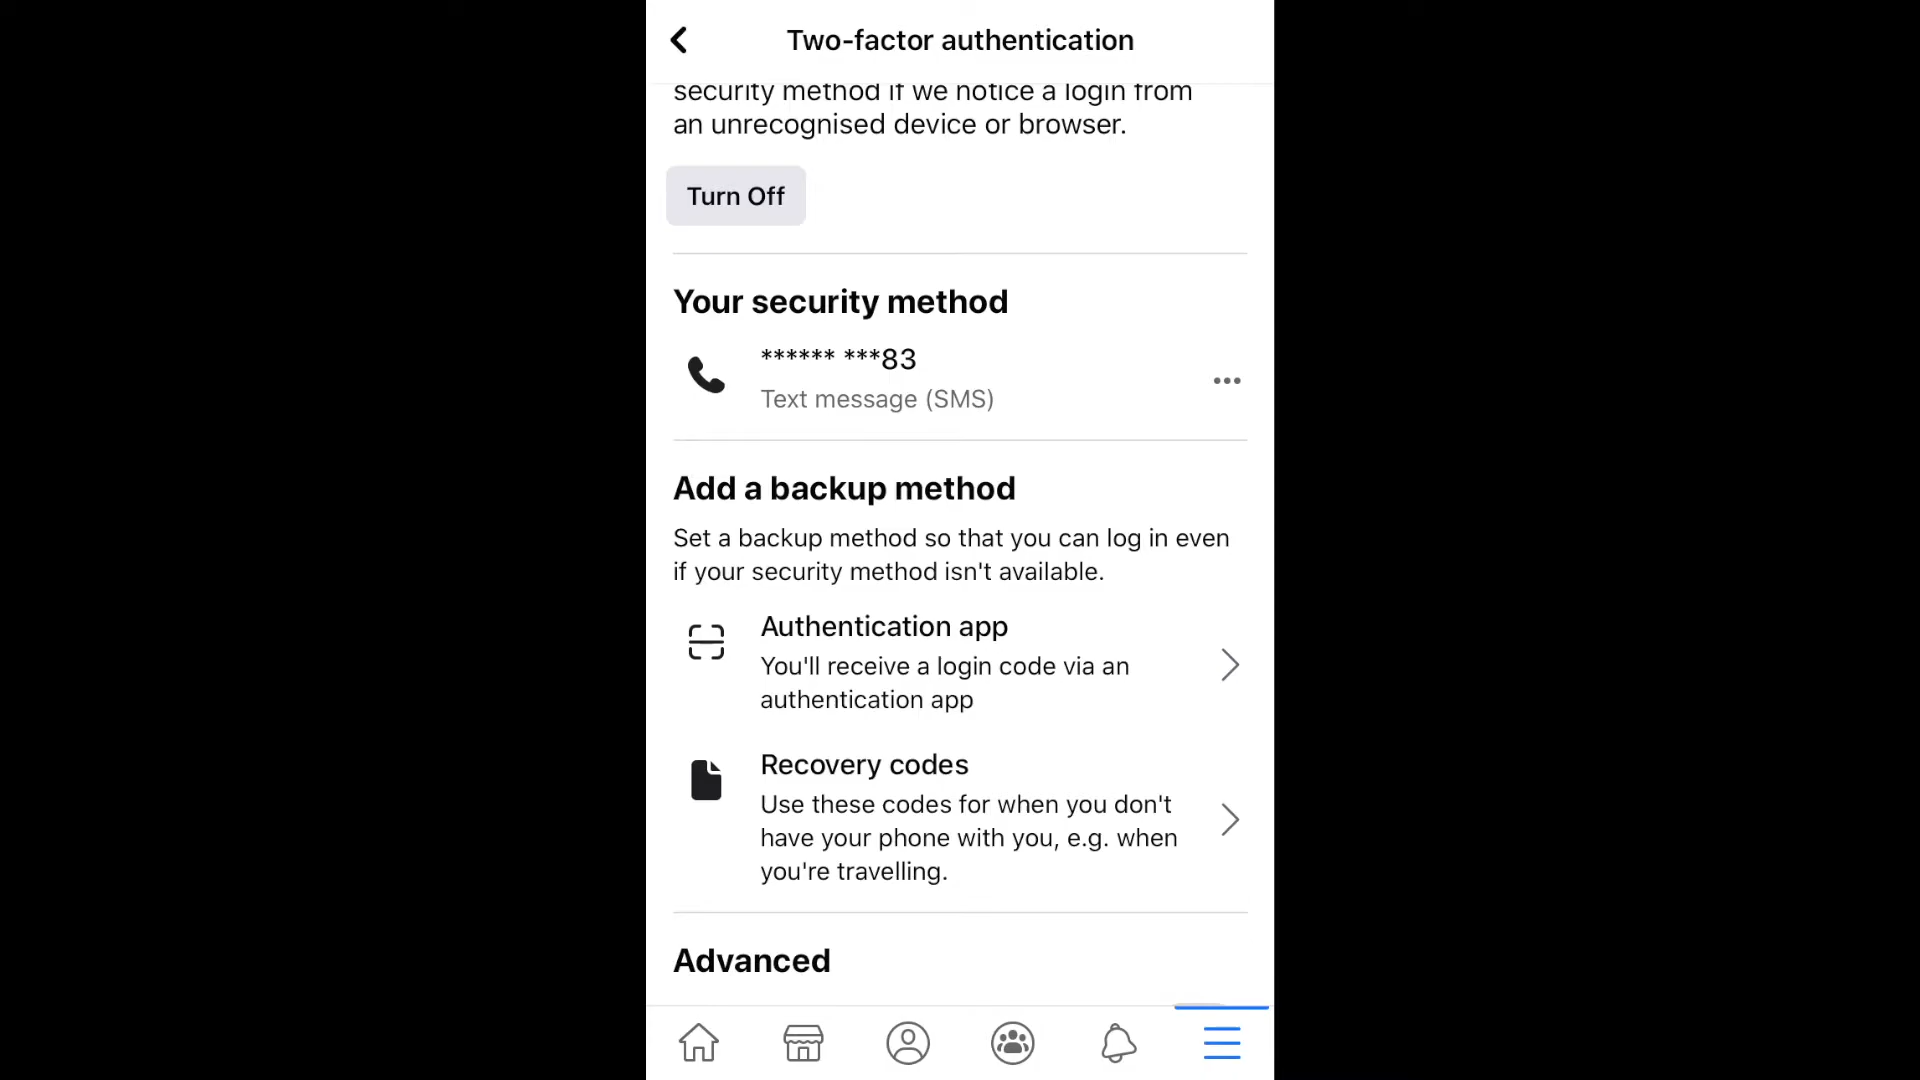 Two-factor authentication
security method if we notice a login from
an unrecognised device or browser.
Turn Off
Your security method
****** ***83
Text message (SMS)
Add a backup method
Set a backup method so that you can log in even
if your security method isn't available.
Authentication app
You'll receive a login code via an
authentication app
Recovery codes
Use these codes for when you don't
have your phone with you, e.g. when
you're travelling.
Advanced